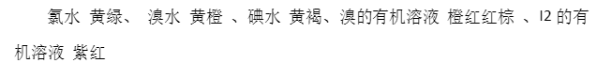 氯水 黄绿、 溴水 黄橙 、碘水 黄褐、溴的有机溶液 橙红红棕 、I2 的有
机溶液 紫红